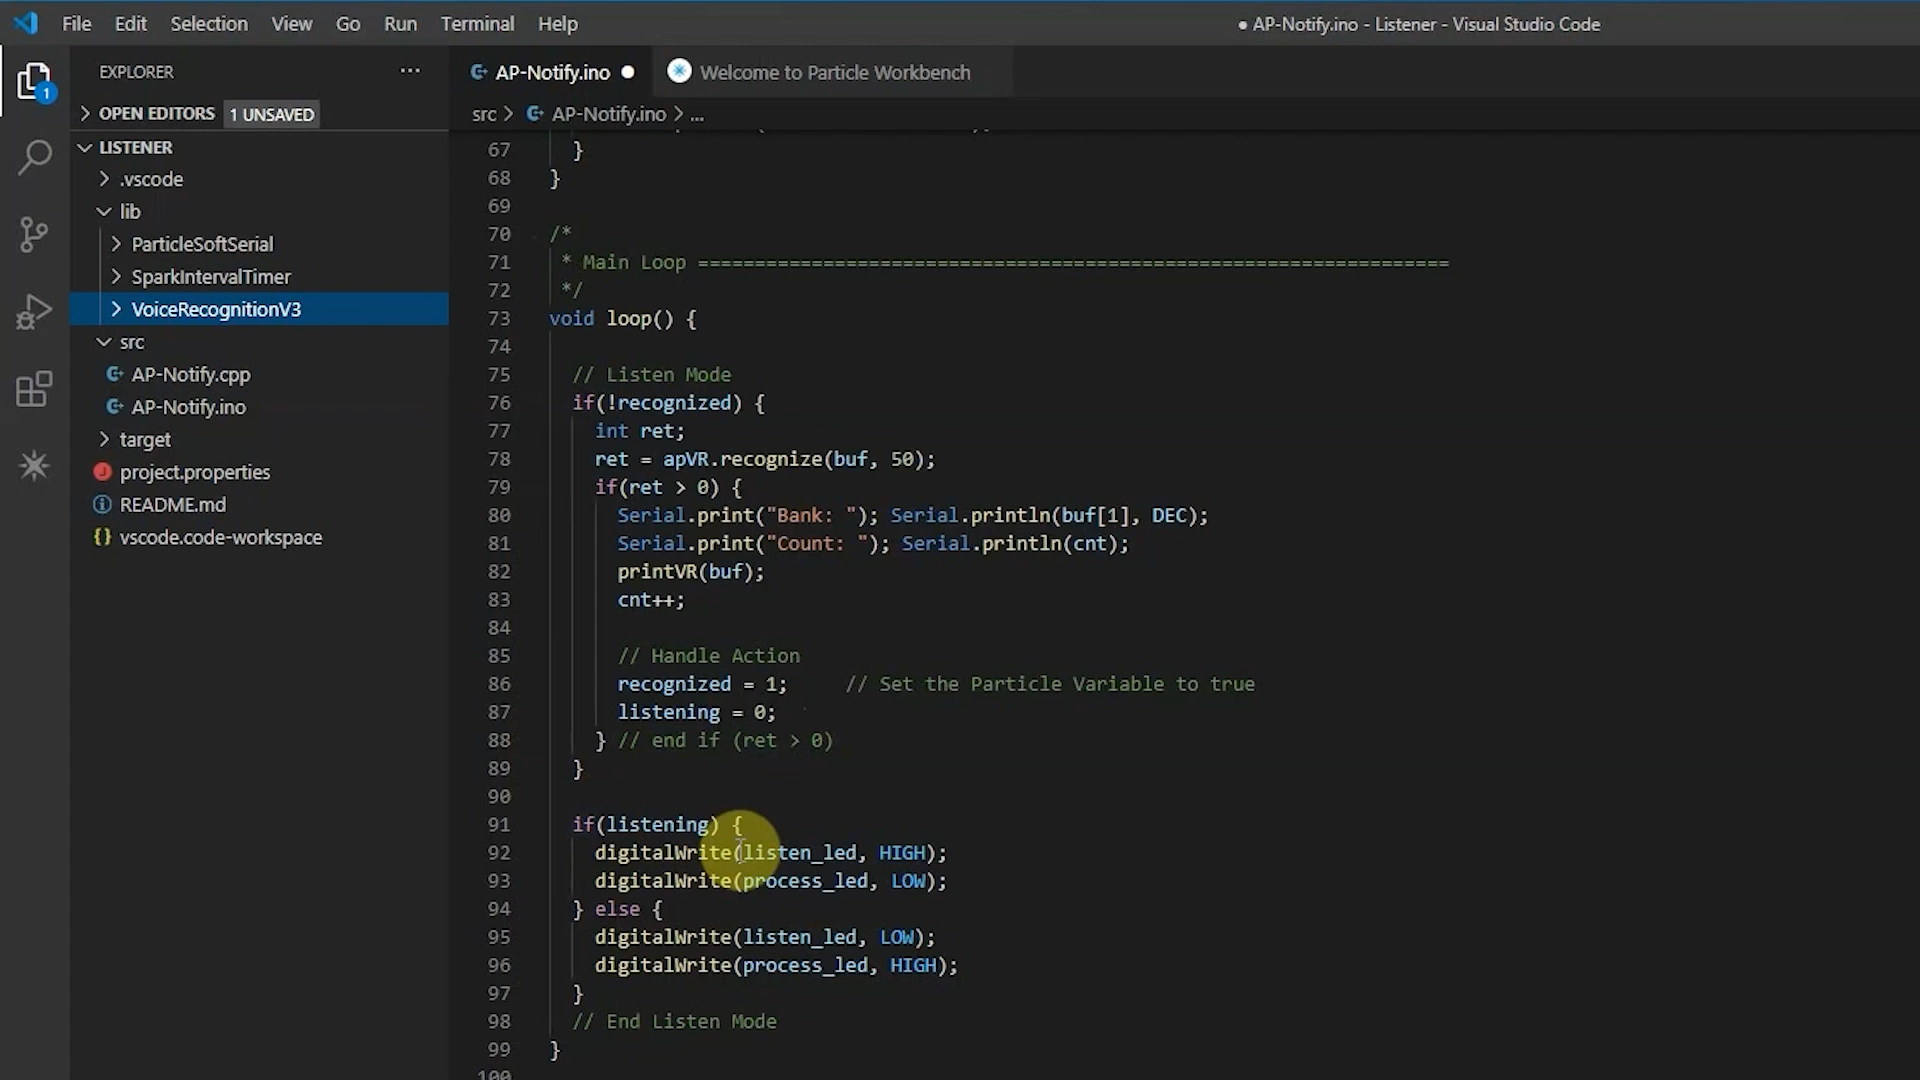 File Edit Selection View Go Run Terminal Help
● AP-Notify.ino - Listener - Visual Studio Code
EXPLORER ···
1
OPEN EDITORS 1 UNSAVED
LISTENER
.vscode
lib
ParticleSoftSerial
SparkIntervalTimer
VoiceRecognitionV3
src
AP-Notify.cpp
AP-Notify.ino
target
project.properties
README.md
{} vscode.code-workspace
AP-Notify.ino ● Welcome to Particle Workbench
src > AP-Notify.ino > ...
67 }
68 }
69
70 /*
71 * Main Loop ==================================================================
72 */
73 void loop() {
74
75 // Listen Mode
76 if(!recognized) {
77 int ret;
78 ret = apVR.recognize(buf, 50);
79 if(ret > 0) {
80 Serial.print("Bank: "); Serial.println(buf[1], DEC);
81 Serial.print("Count: "); Serial.println(cnt);
82 printVR(buf);
83 cnt++;
84
85 // Handle Action
86 recognized = 1; // Set the Particle Variable to true
87 listening = 0;
88 } // end if (ret > 0)
89 }
90
91 if(listening) {
92 digitalWrite(listen_led, HIGH);
93 digitalWrite(process_led, LOW);
94 } else {
95 digitalWrite(listen_led, LOW);
96 digitalWrite(process_led, HIGH);
97 }
98 // End Listen Mode
99 }
100